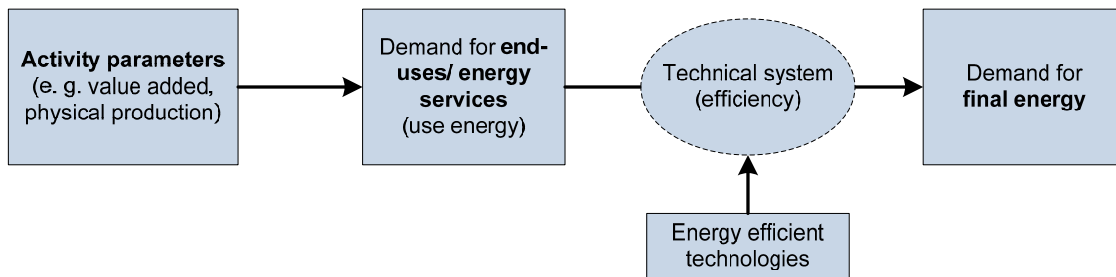 Activity parameters
(e. g. value added,
physical production)
Demand for end-
uses/ energy
services
(use energy)
Technical system
(efficiency)
Demand for
final energy
Energy efficient
technologies